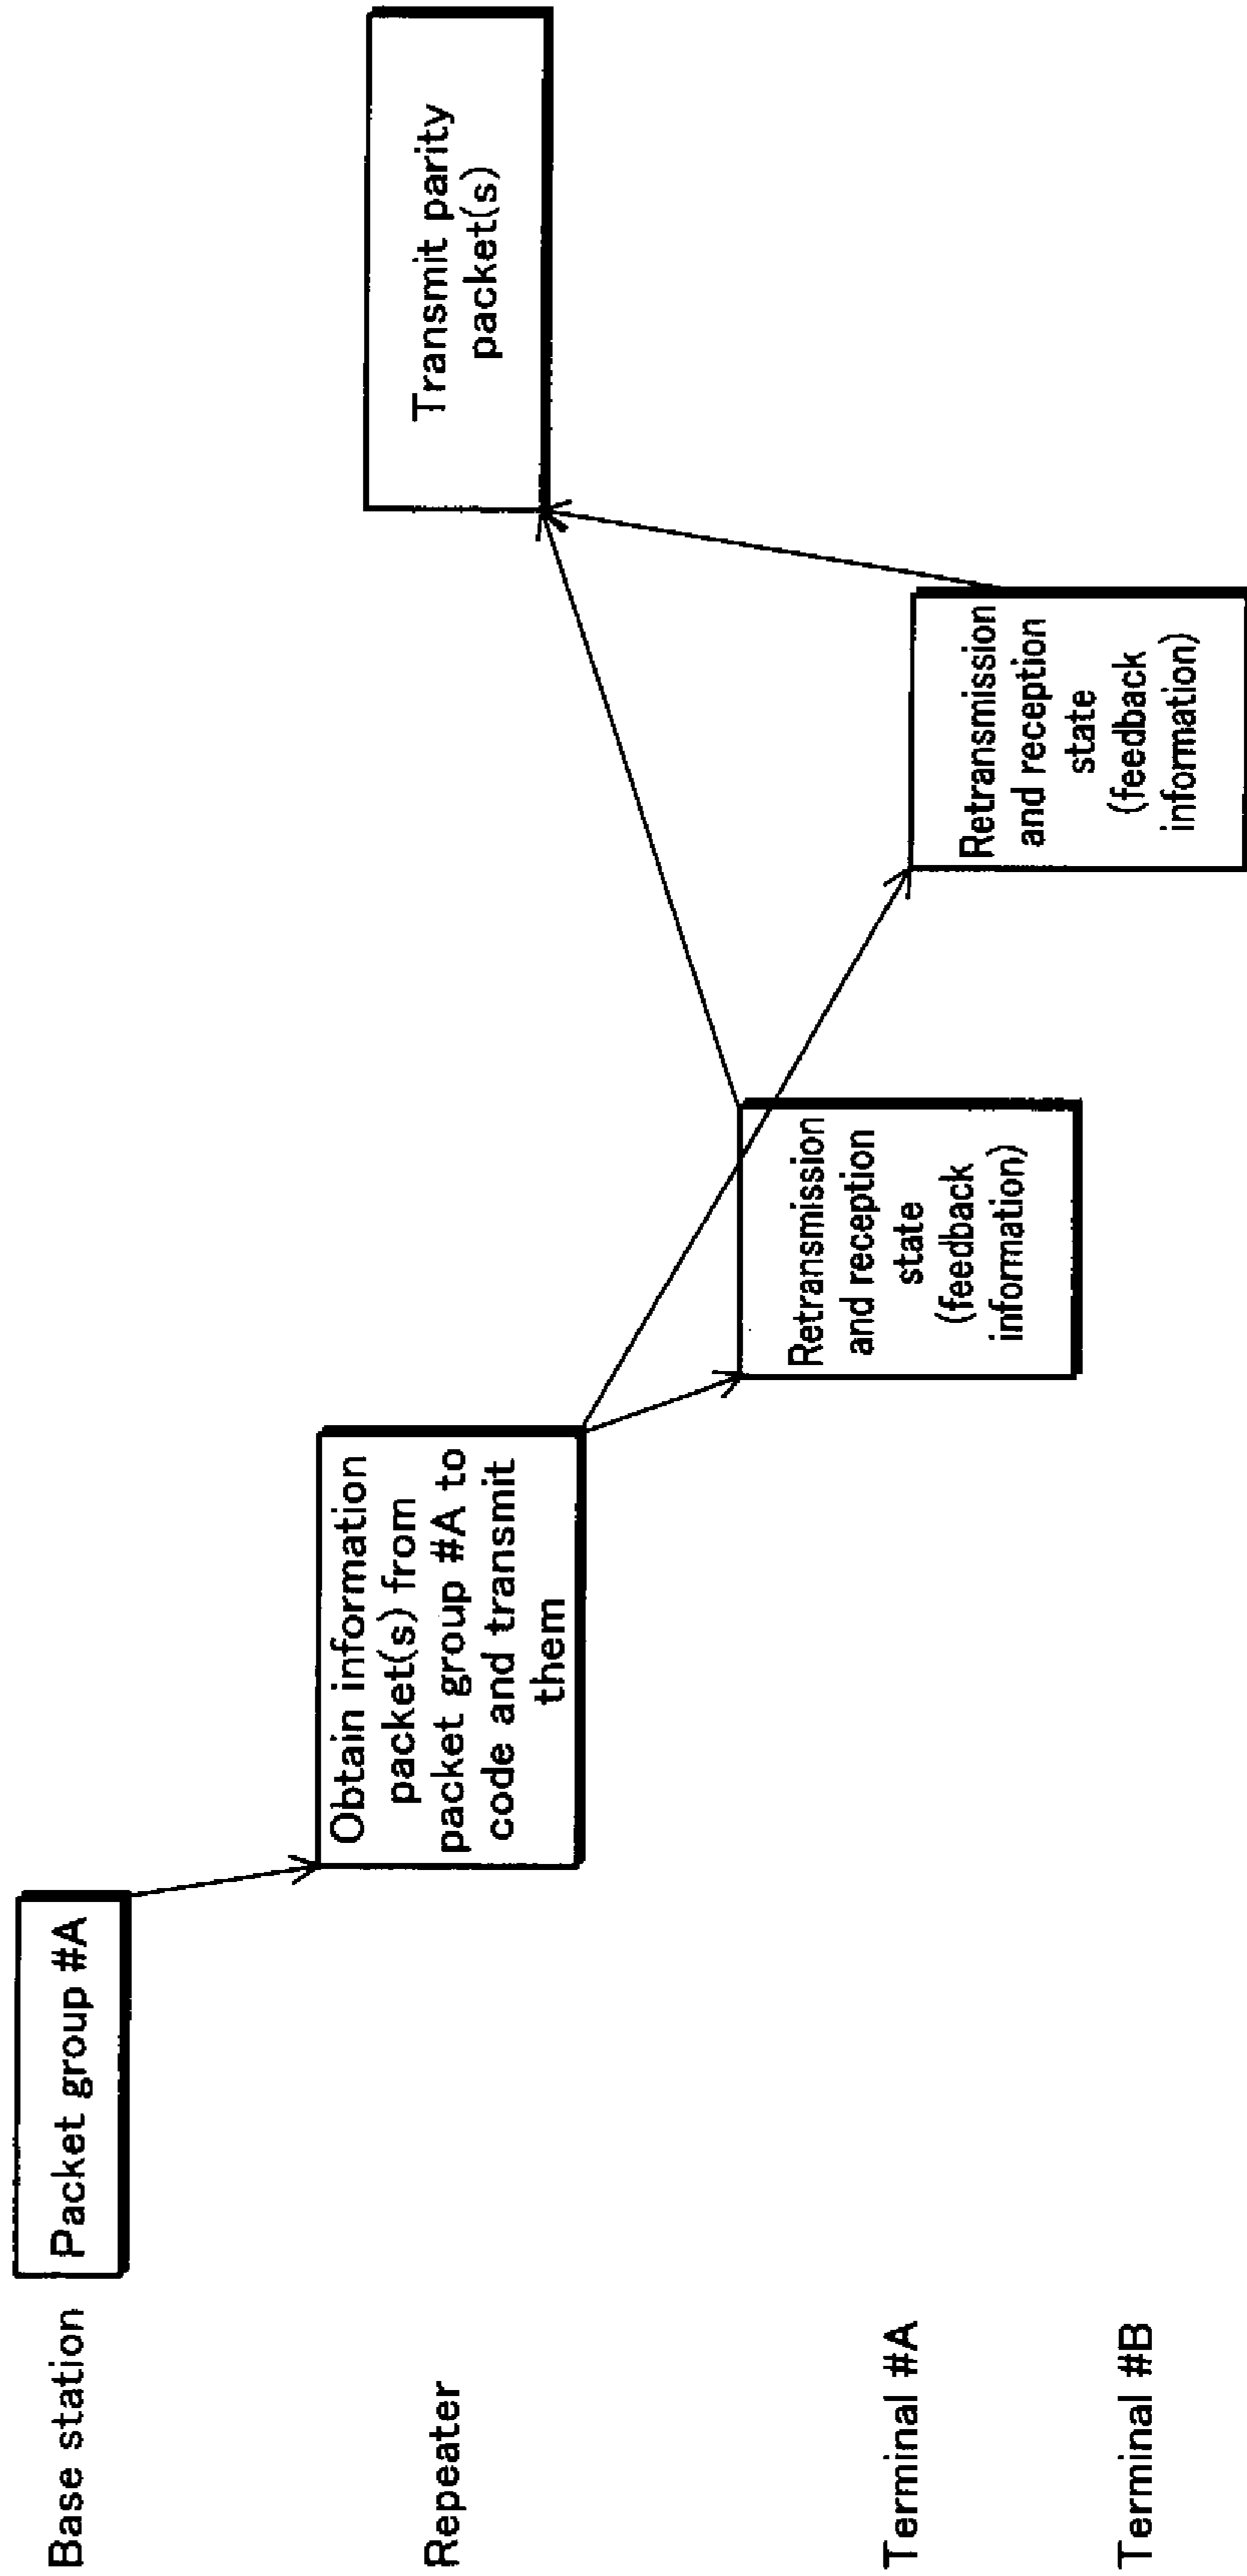 Base station
Packet group #A
Repeater
Obtain information
packet(s) from
packet group #A to
code and transmit
them
Transmit parity
packet(s)
Terminal #A
Retransmission
and reception
state
(feedback
information)
Terminal #B
Retransmission
and reception
state
(feedback
information)